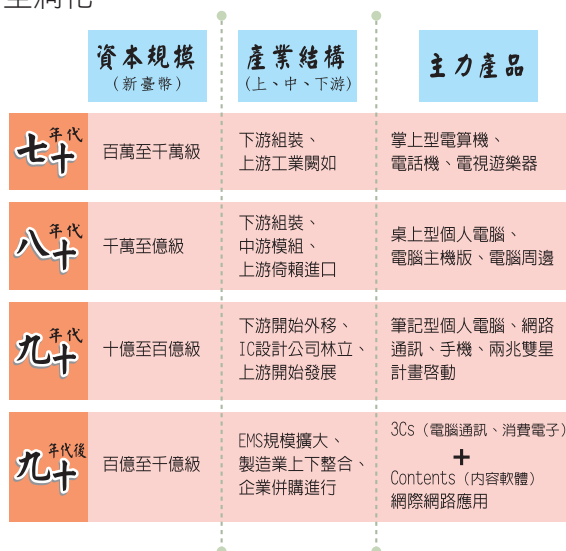 資本規模
(新臺幣)
產業結構
(上、中、下游)
主力產品
七十年代
百萬至千萬級
下游組裝、
上游工業闕如
掌上型電算機、
電話機、電視遊樂器
八十年代
千萬至億級
下游組裝、
中游模組、
上游倚賴進口
桌上型個人電腦、
電腦主機版、電腦周邊
九十年代
十億至百億級
下游開始外移、
IC設計公司林立、
上游開始發展
筆記型個人電腦、網路
通訊、手機、兩兆雙星
計畫啓動
九十年代後
百億至千億級
EMS規模擴大、
製造業上下整合、
企業併購進行
3Cs(電腦通訊、消費電子)
+
Contents(內容軟體)
網際網路應用